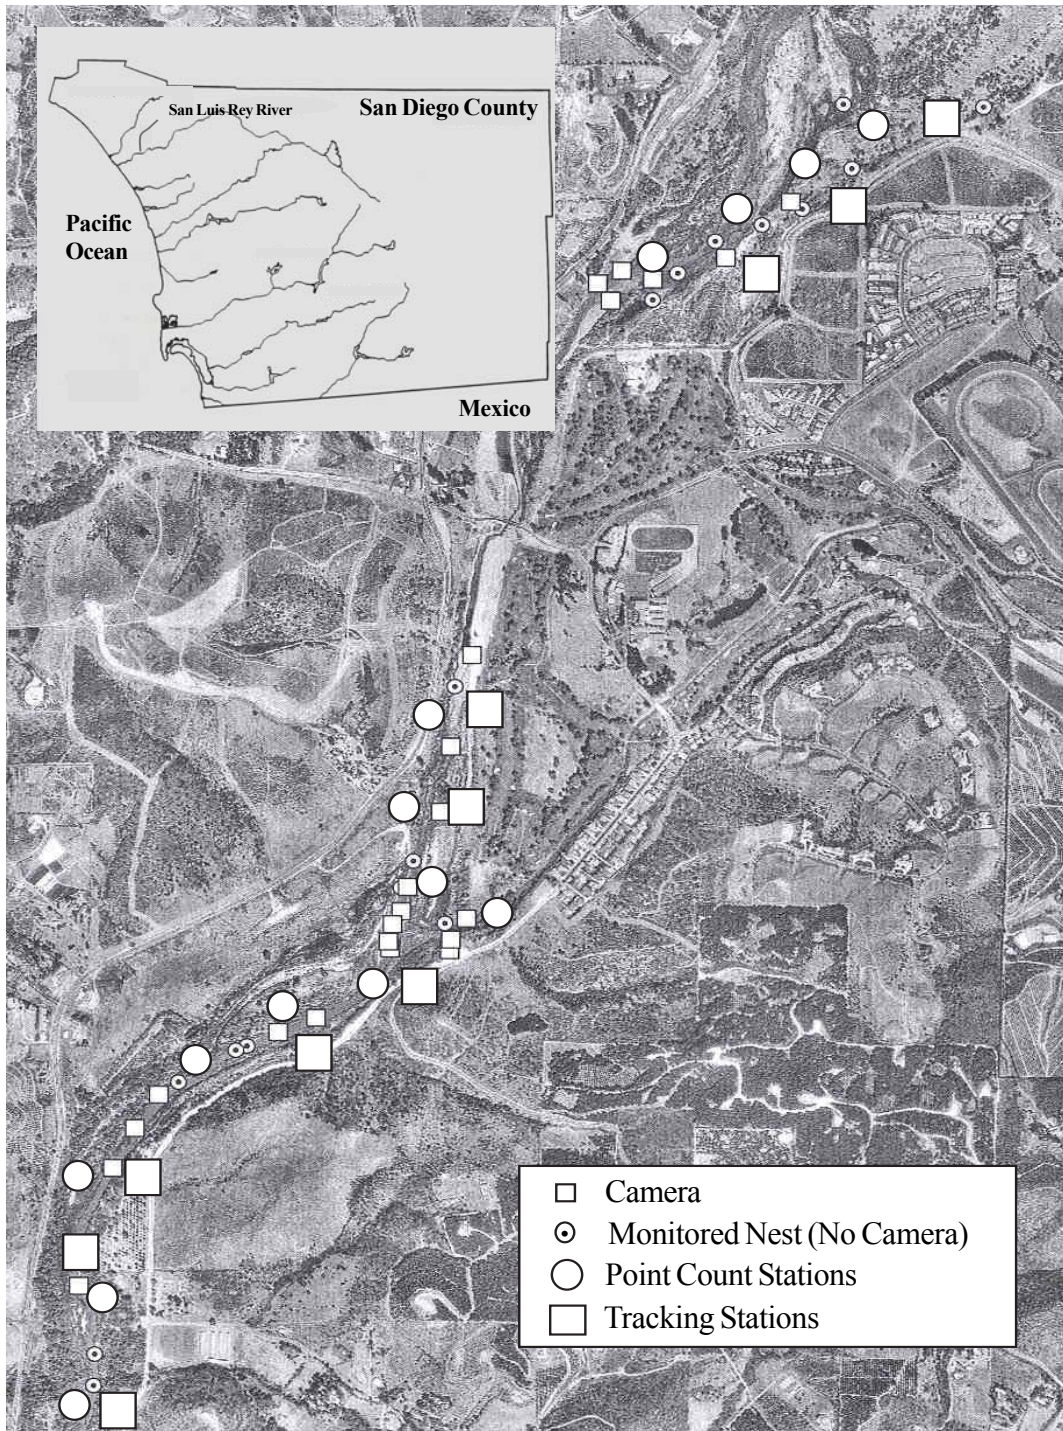 San Luis Rey River
San Diego County
Pacific
Ocean
Mexico
Camera
Monitored Nest (No Camera)
Point Count Stations
Tracking Stations